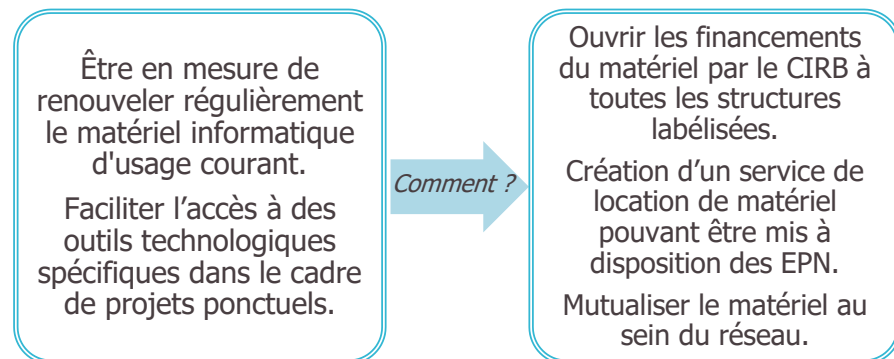 Être en mesure de
renouveler régulièrement
le matériel informatique
d'usage courant.
Faciliter l’accès à des
outils technologiques
spécifiques dans le cadre
de projets ponctuels.
Comment ?
Ouvrir les financements
du matériel par le CIRB à
toutes les structures
labélisées.
Création d’un service de
location de matériel
pouvant être mis à
disposition des EPN.
Mutualiser le matériel au
sein du réseau.